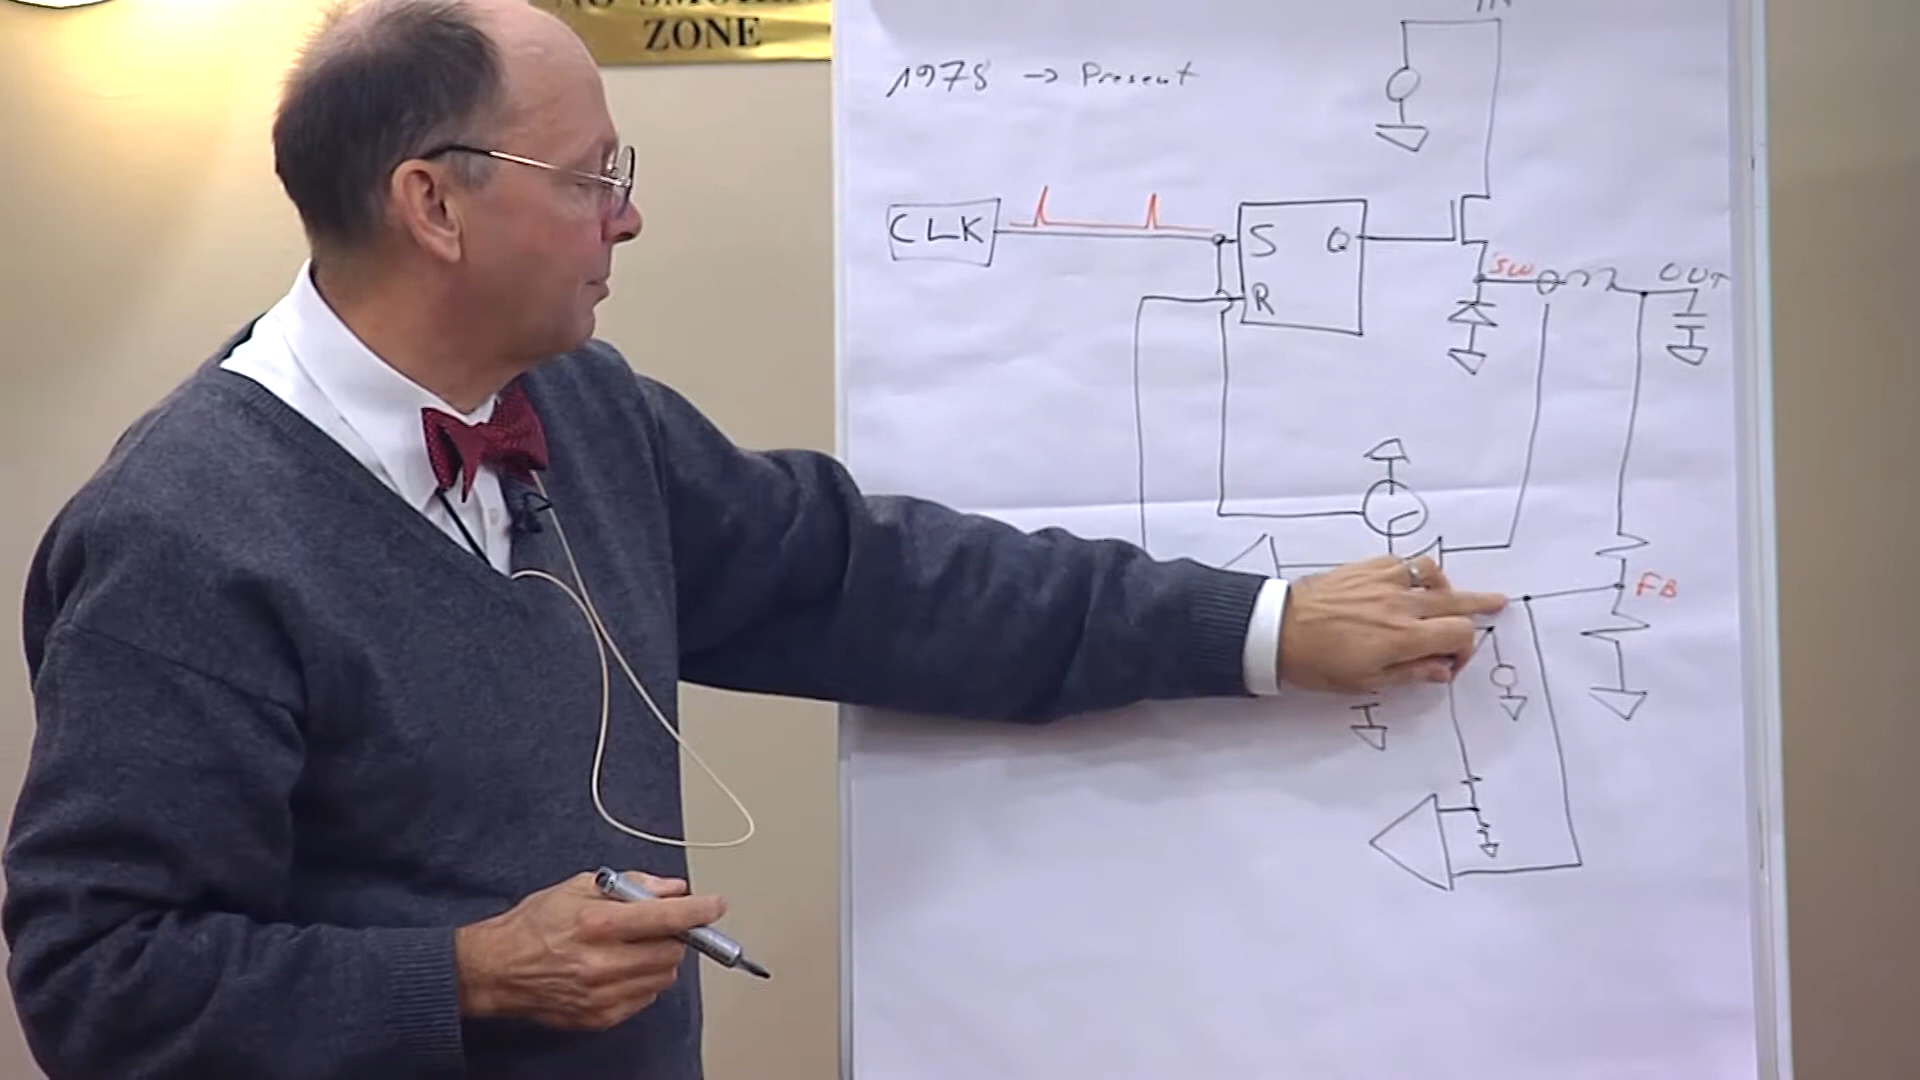 ZONE
IN
1978 → Present
CLK
S
Q
R
SW
OUT
FB